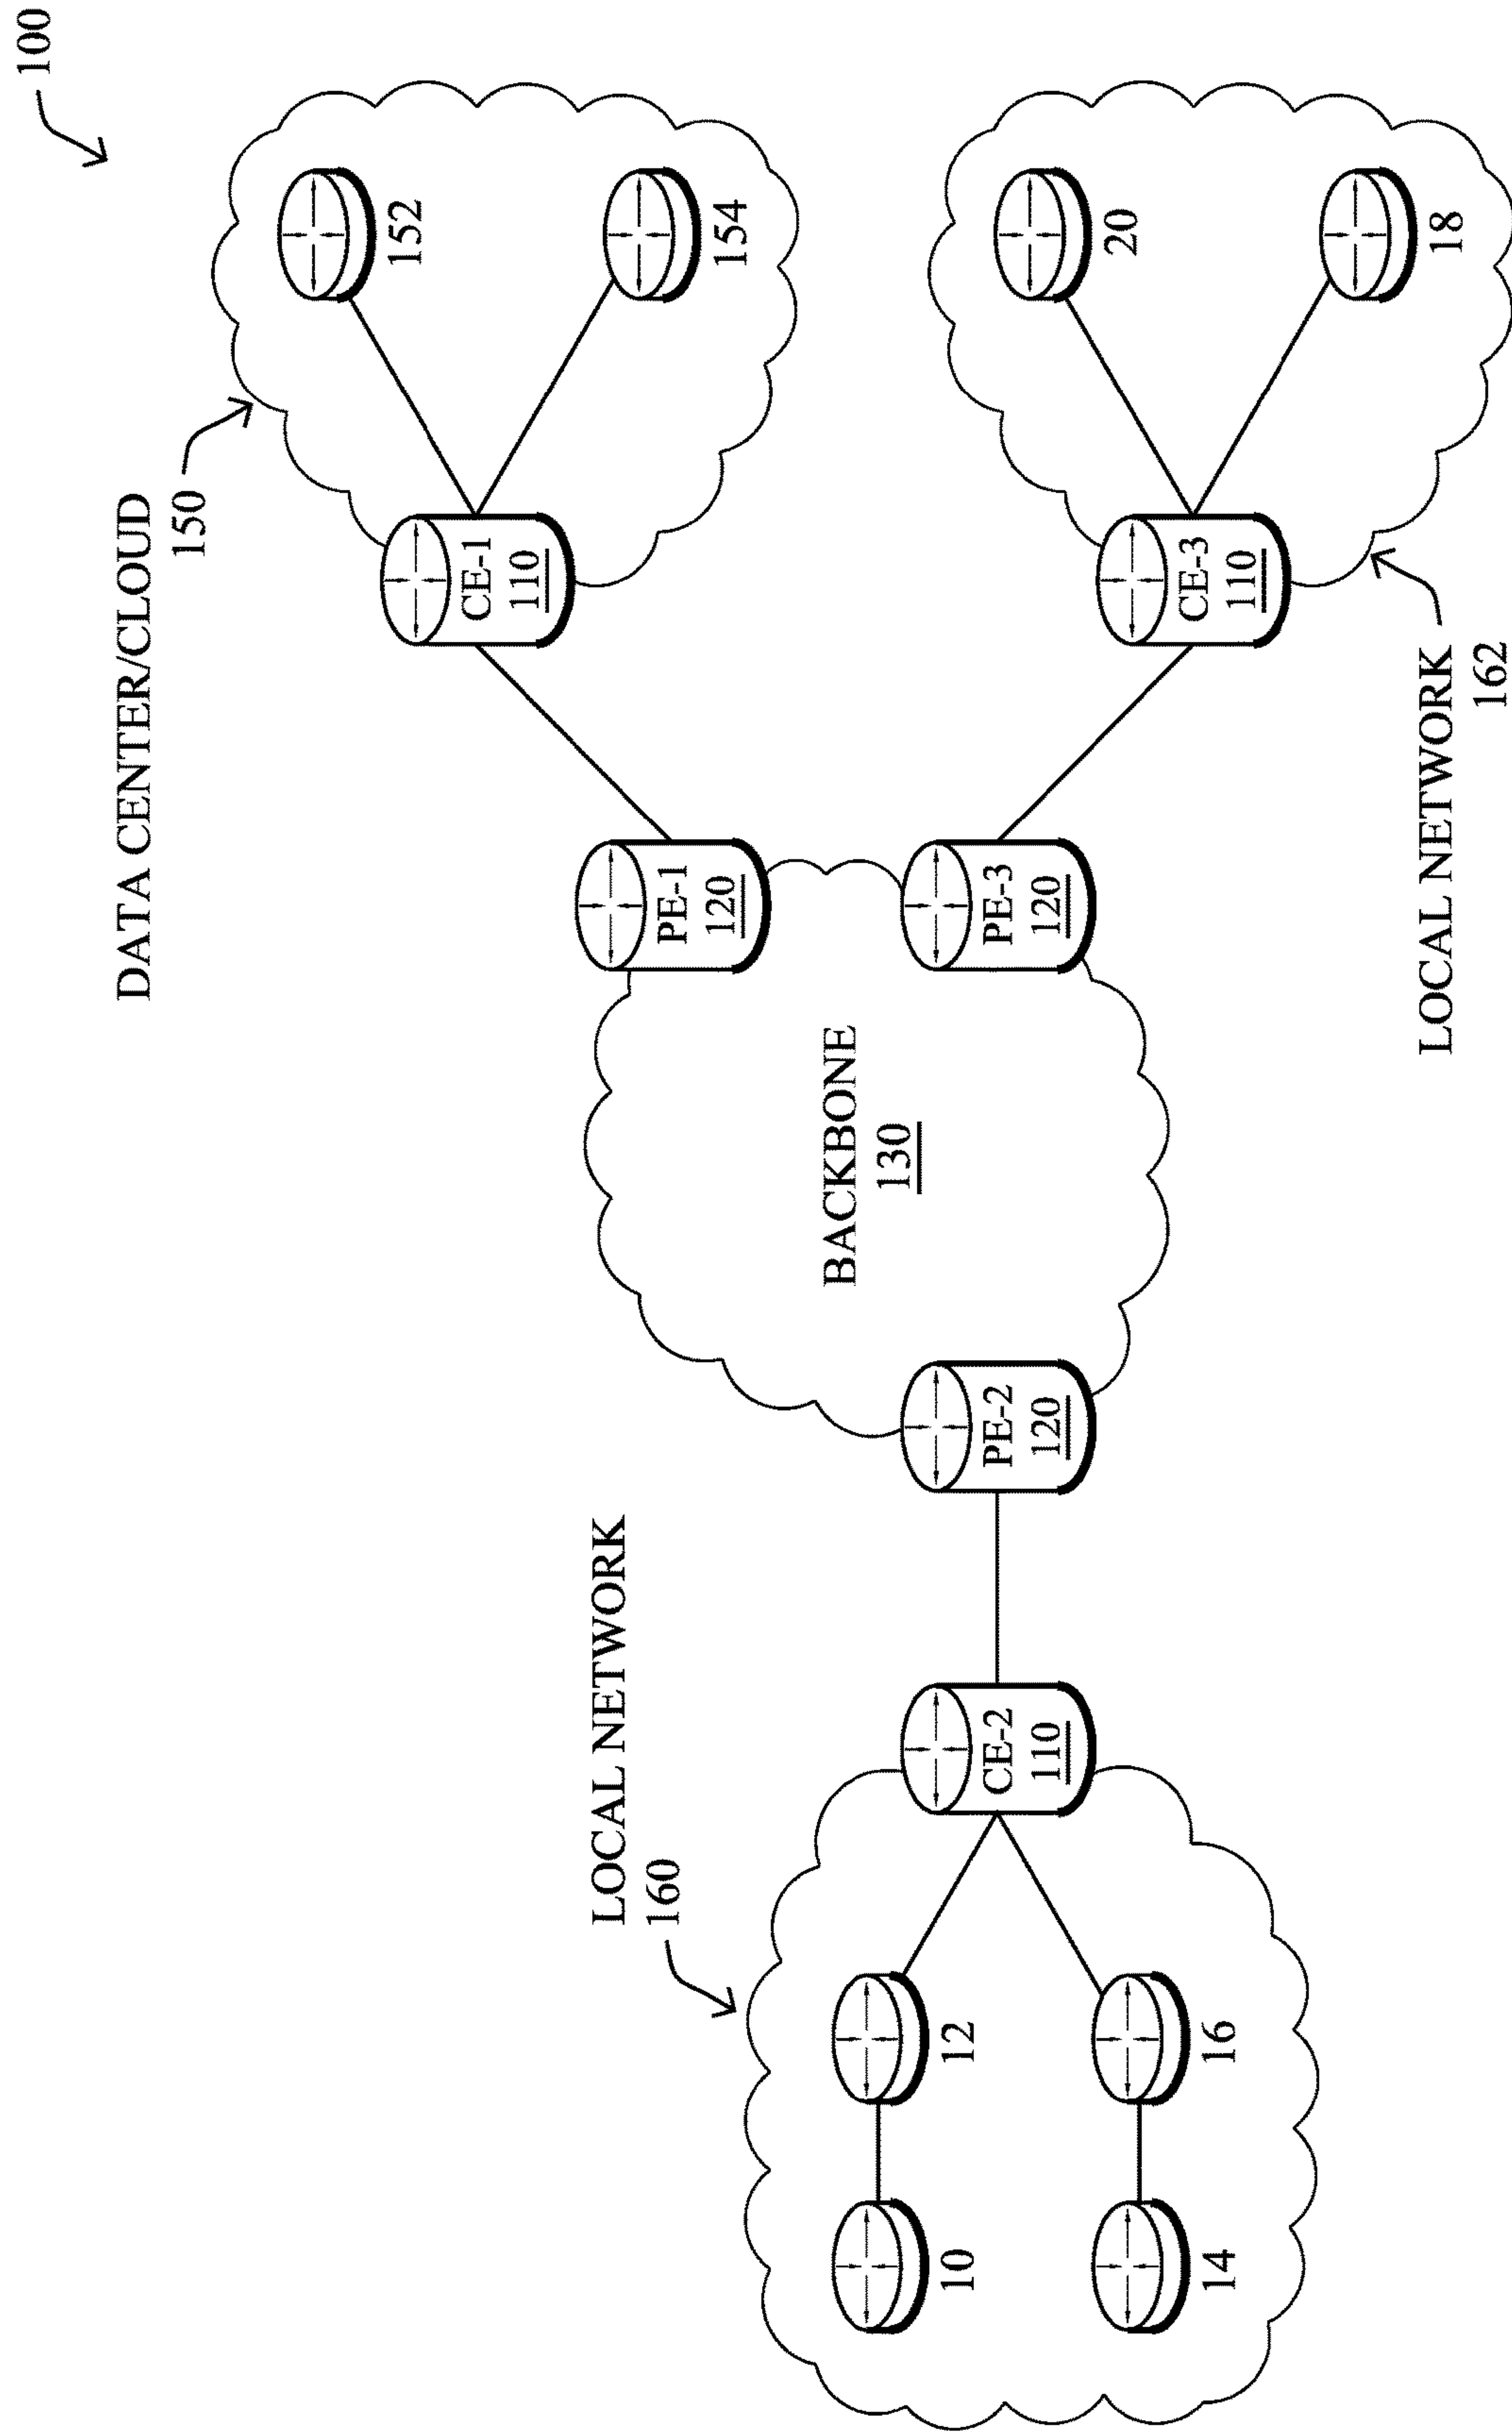 100
DATA CENTER/CLOUD
150
152
CE-1
110
154
LOCAL NETWORK
160
PE-1
120
BACKBONE
130
10
12
CE-2
110
PE-2
120
PE-3
120
20
14
16
CE-3
110
18
LOCAL NETWORK
162